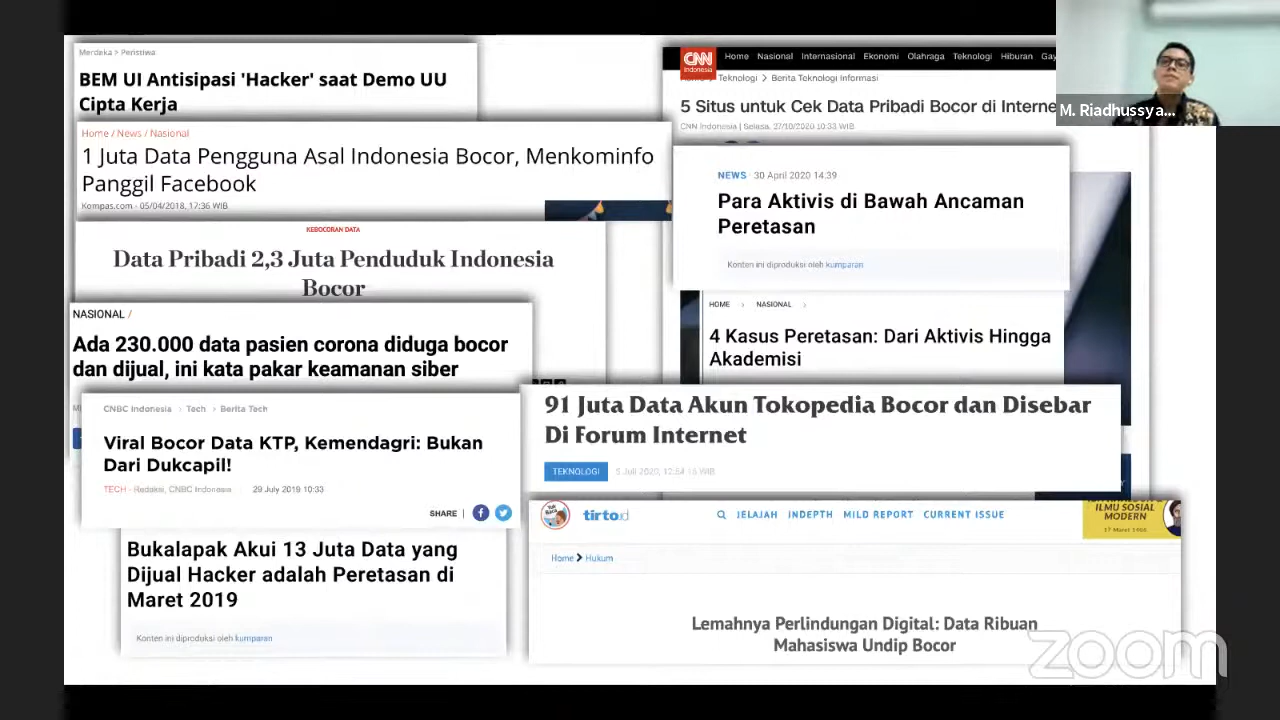 Merdeka > Peristiwa
BEM UI Antisipasi 'Hacker' saat Demo UU
Cipta Kerja
Home / News / Nasional
1 Juta Data Pengguna Asal Indonesia Bocor, Menkominfo
Panggil Facebook
Kompas.com - 05/04/2018, 17:36 WIB
KEBOCORAN DATA
Data Pribadi 2,3 Juta Penduduk Indonesia
Bocor
NASIONAL /
Ada 230.000 data pasien corona diduga bocor
dan dijual, ini kata pakar keamanan siber
CNBC Indonesia > Tech > Berita Tech
Viral Bocor Data KTP, Kemendagri: Bukan
Dari Dukcapil!
TECH - Redaksi, CNBC Indonesia 29 July 2019 10:33
SHARE |
Bukalapak Akui 13 Juta Data yang
Dijual Hacker adalah Peretasan di
Maret 2019
Konten ini diproduksi oleh kumparan
CNN
Indonesia
Home Nasional Internasional Ekonomi Olahraga Teknologi Hiburan
Teknologi > Berita Teknologi Informasi
5 Situs untuk Cek Data Pribadi Bocor di Interne
CNN Indonesia | Selasa, 27/10/2020 10:33 WIB
M. Riadhussya...
NEWS · 30 April 2020 14:39
Para Aktivis di Bawah Ancaman
Peretasan
Konten ini diproduksi oleh kumparan
HOME > NASIONAL >
4 Kasus Peretasan: Dari Aktivis Hingga
Akademisi
91 Juta Data Akun Tokopedia Bocor dan Disebar
Di Forum Internet
TEKNOLOGI
tirto.id
JELAJAH INDEPTH MILD REPORT CURRENT ISSUE
ILMU SOSIAL
MODERN
Home > Hukum
Lemahnya Perlindungan Digital: Data Ribuan
Mahasiswa Undip Bocor
zoom